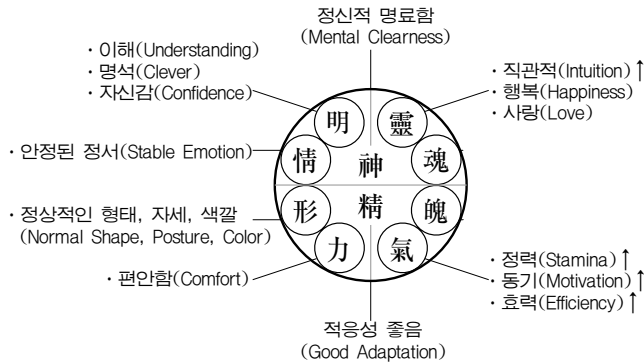 정신적 명료함
(Mental Clearness)
· 이해(Understanding)
· 명석(Clever)
· 자신감(Confidence)
· 직관적(Intuition)↑
· 행복(Happiness)
· 사랑(Love)
明 靈
· 안정된 정서(Stable Emotion)
情 神 魂
· 정상적인 형태, 자세, 색깔
(Normal Shape, Posture, Color)
形 精 魄
力 氣
· 편안함(Comfort)
· 정력(Stamina)↑
· 동기(Motivation)↑
· 효력(Efficiency)↑
적응성 좋음
(Good Adaptation)